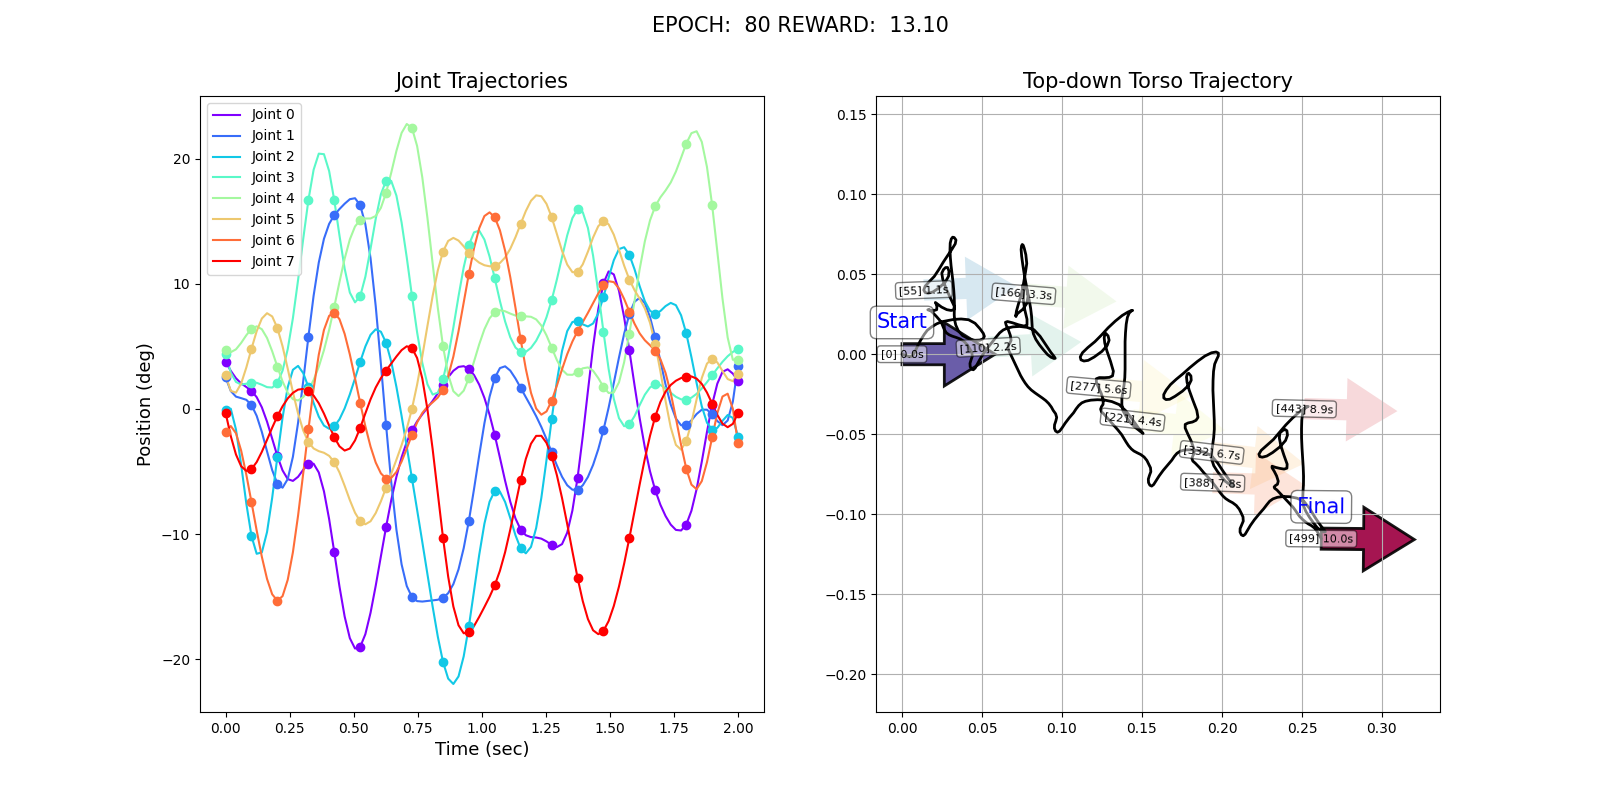 EPOCH:  80 REWARD:  13.10
Joint Trajectories
Position (deg)
20
10
0
−10
−20
Joint 0
Joint 1
Joint 2
Joint 3
Joint 4
Joint 5
Joint 6
Joint 7
0.00 0.25 0.50 0.75 1.00 1.25 1.50 1.75 2.00
Time (sec)
Top-down Torso Trajectory
0.15
0.10
0.05
0.00
−0.05
−0.10
−0.15
−0.20
[55] 1.1s
[166] 3.3s
Start
[0] 0.0s
[110] 2.2s
[277] 5.6s
[221] 4.4s
[443] 8.9s
[332] 6.7s
[388] 7.8s
Final
[499] 10.0s
0.00 0.05 0.10 0.15 0.20 0.25 0.30